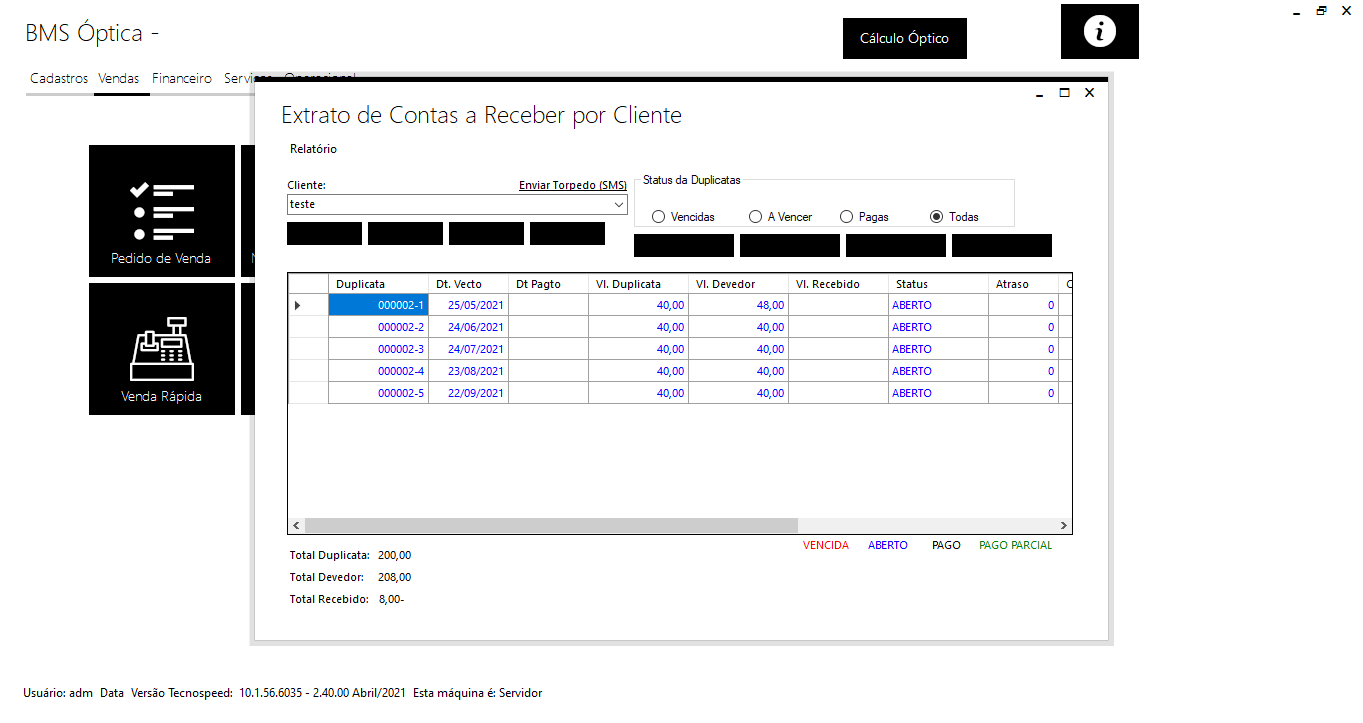 BMS Óptica -
Cálculo Óptico
Cadastros Vendas Financeiro
Extrato de Contas a Receber por Cliente
Relatório
Cliente: Enviar Torpedo (SMS)
teste
Status da Duplicatas
Vencidas A Vencer Pagas Todas
Pedido de Venda
Venda Rápida
Duplicata Dt. Vecto Dt Pagto Vl. Duplicata Vl. Devedor Vl. Recebido Status Atraso
000002-1 25/05/2021 40,00 48,00 ABERTO 0
000002-2 24/06/2021 40,00 40,00 ABERTO 0
000002-3 24/07/2021 40,00 40,00 ABERTO 0
000002-4 23/08/2021 40,00 40,00 ABERTO 0
000002-5 22/09/2021 40,00 40,00 ABERTO 0
VENCIDA ABERTO PAGO PAGO PARCIAL
Total Duplicata: 200,00
Total Devedor: 208,00
Total Recebido: 8,00-
Usuário: adm Data Versão Tecnospeed: 10.1.56.6035 - 2.40.00 Abril/2021 Esta máquina é: Servidor